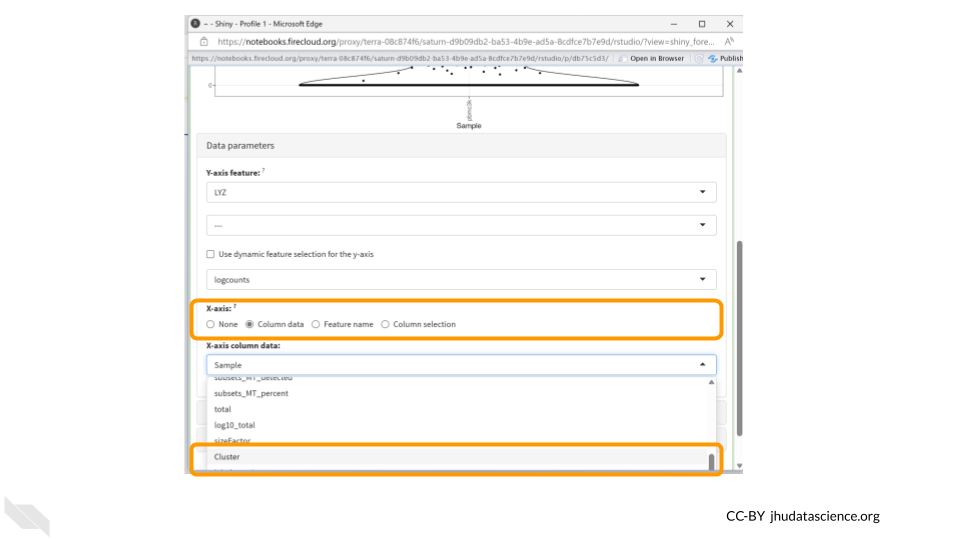 - - Shiny - Profile 1 - Microsoft Edge
https://notebooks.firecloud.org/proxy/terra-08c874f6/saturn-d9b09db2-ba53-4b9e-ad5a-8cdfce7b7e9d/rstudio/?view=shiny_fore...
https://notebooks.firecloud.org/proxy/terra-08c874f6/saturn-d9b09db2-ba53-4b9e-ad5a-8cdfce7b7e9d/rstudio/p/db75c5d3/ Open in Browser Publish
0
pbmc3k
Sample
Data parameters
Y-axis feature: ?
LYZ
---
Use dynamic feature selection for the y-axis
logcounts
X-axis: ?
None Column data Feature name Column selection
X-axis column data:
Sample
subsets_MT_detected
subsets_MT_percent
total
log10_total
sizeFactor
Cluster
CC-BY jhudatascience.org